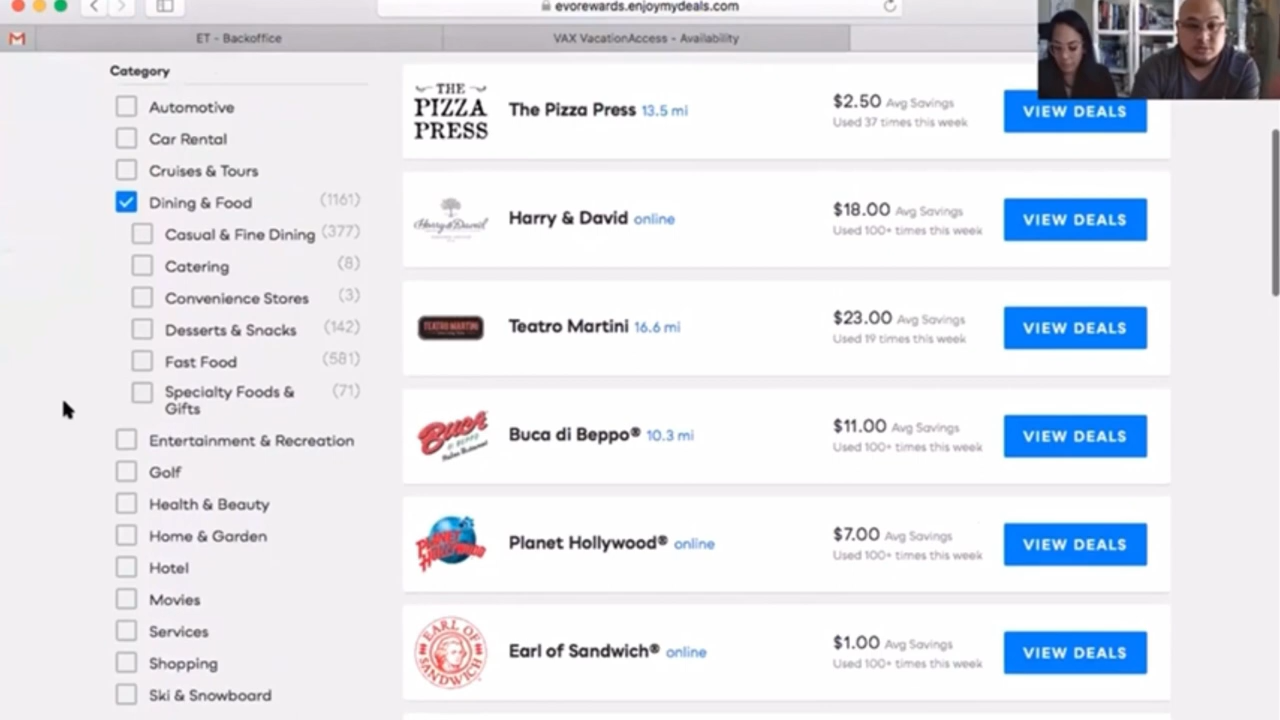 evorewards.enjoymydeals.com
ET - Backoffice
VAX VacationAccess - Availability
Category
Automotive
Car Rental
Cruises & Tours
Dining & Food (1161)
Casual & Fine Dining (377)
Catering (8)
Convenience Stores (3)
Desserts & Snacks (142)
Fast Food (581)
Specialty Foods & (71)
Gifts
Entertainment & Recreation
Golf
Health & Beauty
Home & Garden
Hotel
Movies
Services
Shopping
Ski & Snowboard
THE
PIZZA
PRESS
The Pizza Press 13.5 mi
$2.50 Avg Savings
Used 37 times this week
VIEW DEALS
Harry & David
Harry & David online
$18.00 Avg Savings
Used 100+ times this week
VIEW DEALS
TEATRO MARTINI
Teatro Martini 16.6 mi
$23.00 Avg Savings
Used 19 times this week
VIEW DEALS
Buca
di BEPPO
Buca di Beppo® 10.3 mi
$11.00 Avg Savings
Used 100+ times this week
VIEW DEALS
PLANET
HOLLYWOOD
Planet Hollywood® online
$7.00 Avg Savings
Used 100+ times this week
VIEW DEALS
EARL OF
SANDWICH
Earl of Sandwich® online
$1.00 Avg Savings
Used 100+ times this week
VIEW DEALS